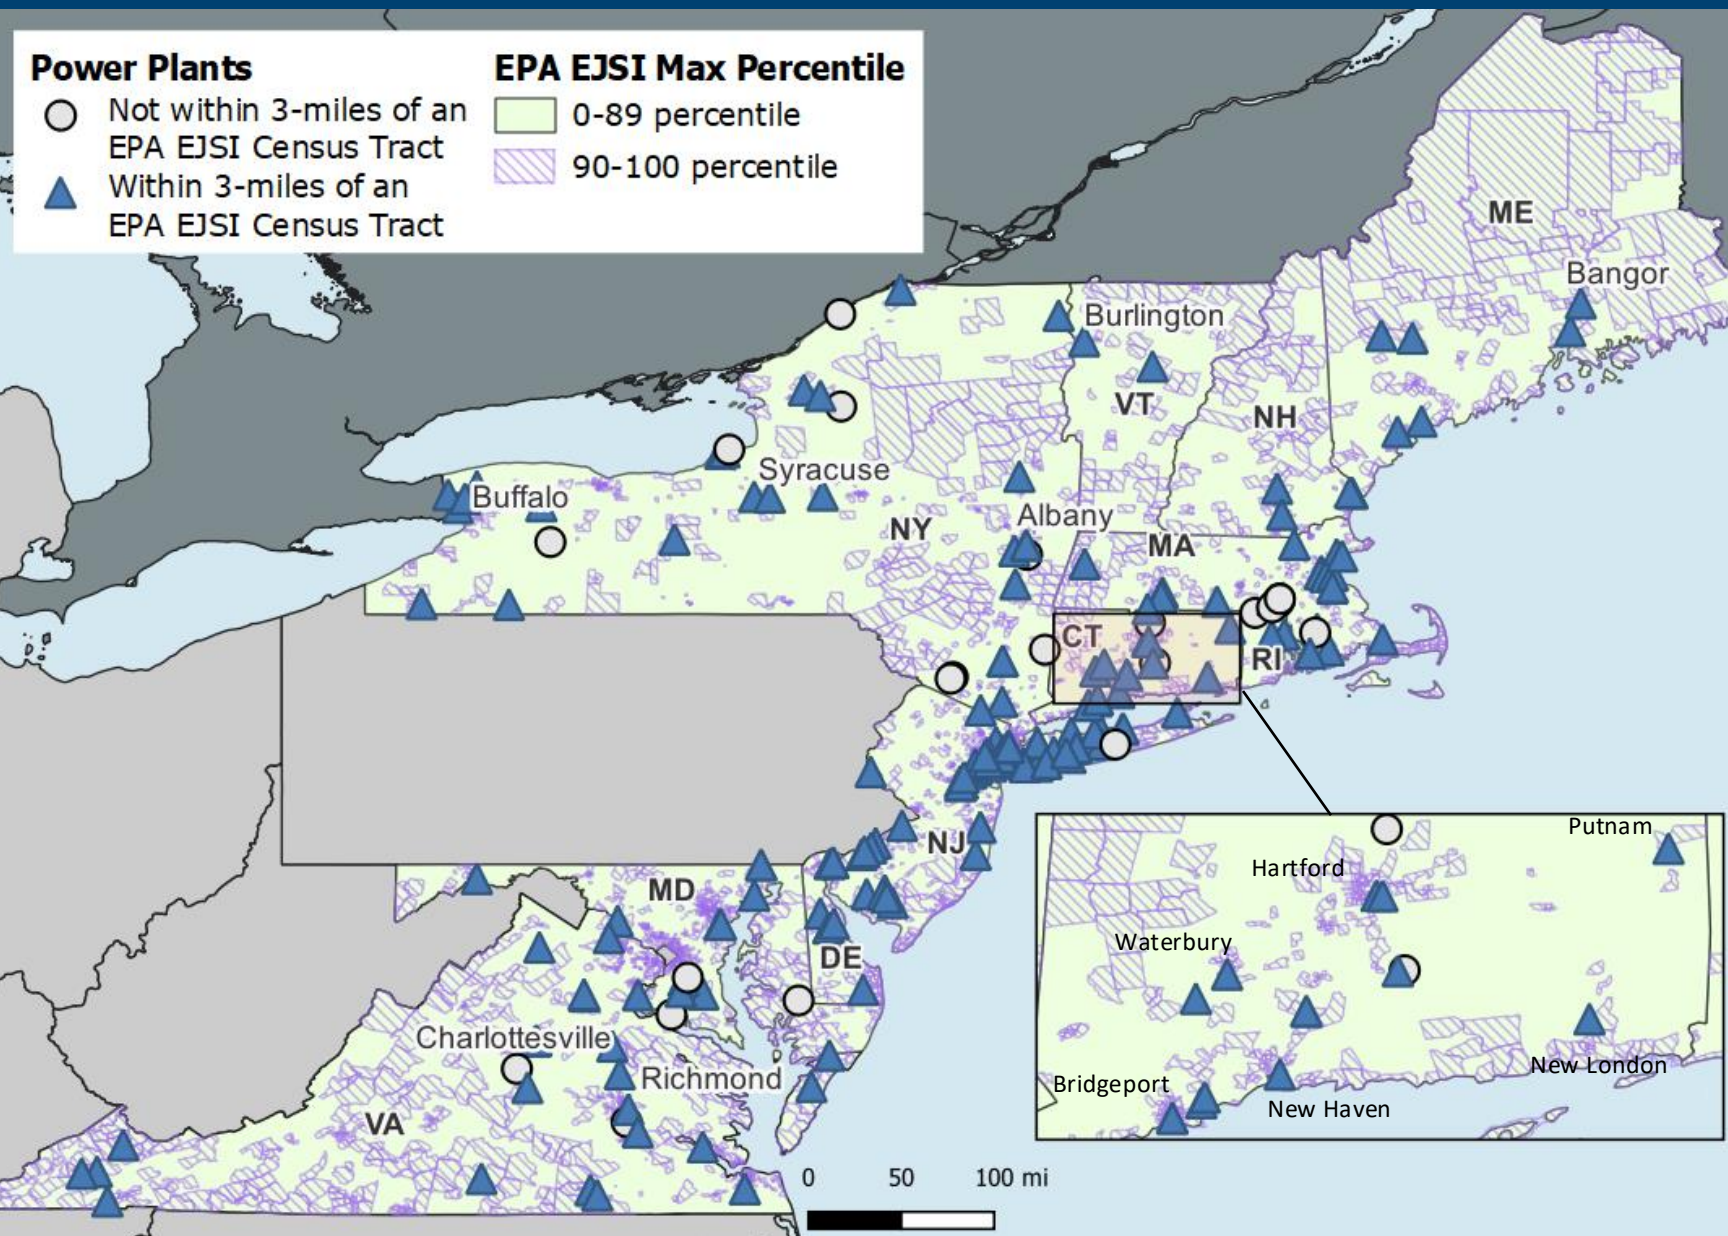 Power Plants
Not within 3-miles of an
EPA EJSI Census Tract
Within 3-miles of an
EPA EJSI Census Tract
EPA EJSI Max Percentile
0-89 percentile
90-100 percentile
ME
Bangor
Burlington
VT
NH
Syracuse
Buffalo
NY
Albany
MA
CT
RI
NJ
MD
DE
Charlottesville
Richmond
VA
0 50 100 mi
Putnam
Hartford
Waterbury
New London
Bridgeport
New Haven